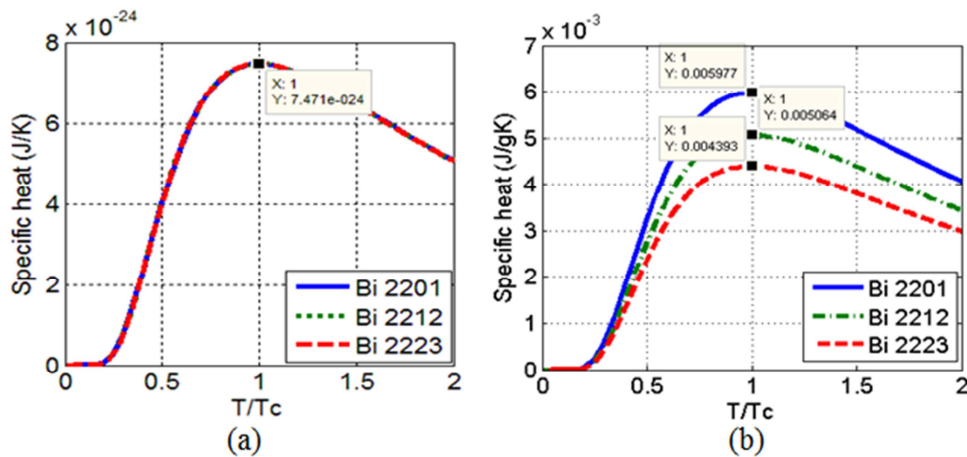 × 10⁻²⁴
8
6
4
2
0
0
0.5
1
1.5
2
Specific heat (J/K)
T/Tc
X: 1
Y: 7.471e-024
Bi 2201
Bi 2212
Bi 2223
(a)
× 10⁻³
7
6
5
4
3
2
1
0
0
0.5
1
1.5
2
Specific heat (J/gK)
T/Tc
X: 1
Y: 0.005977
X: 1
Y: 0.005064
X: 1
Y: 0.004393
Bi 2201
Bi 2212
Bi 2223
(b)